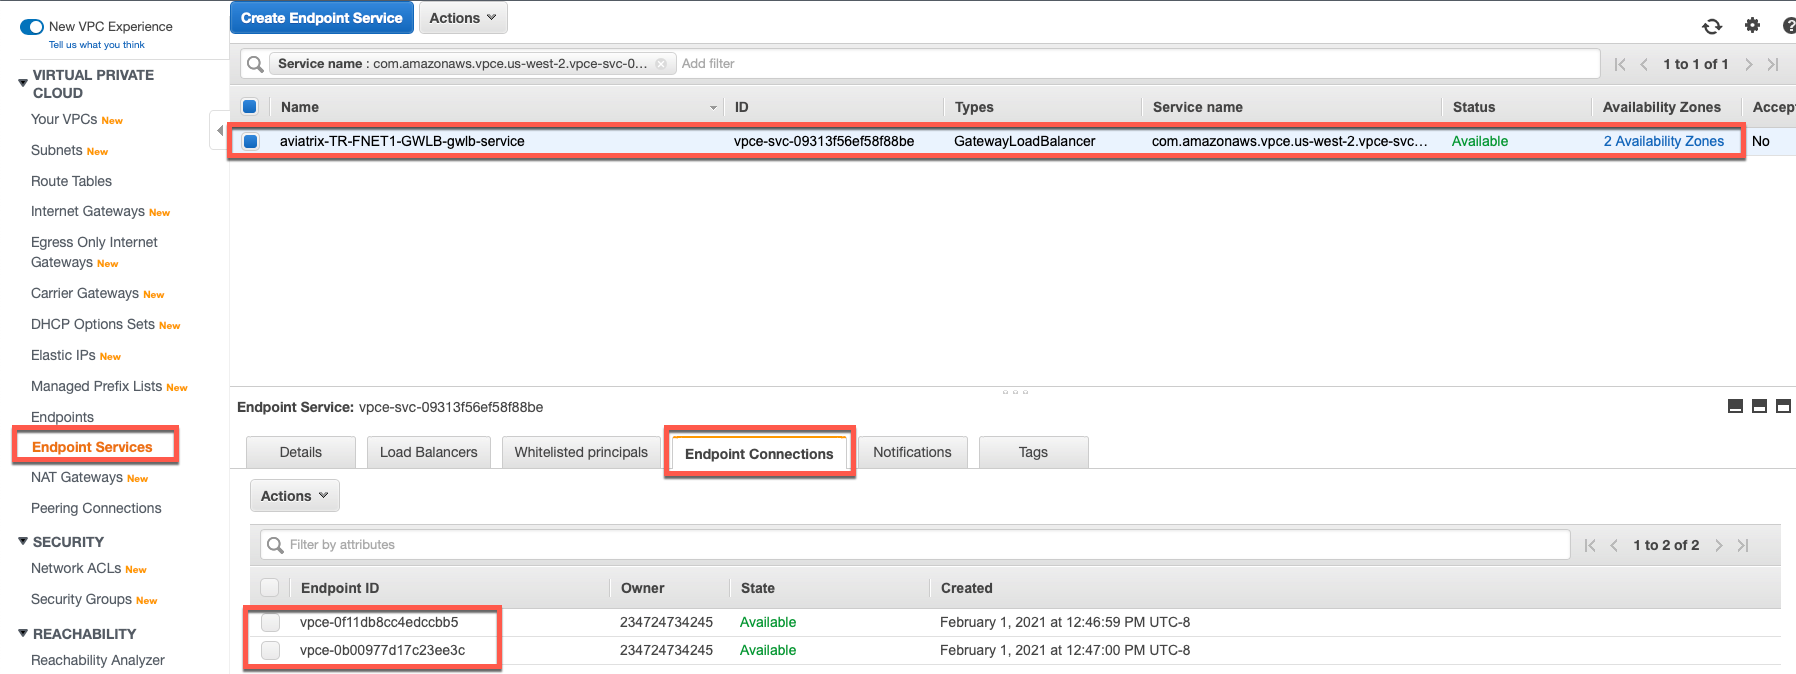 New VPC Experience
Tell us what you think
VIRTUAL PRIVATE
CLOUD
Your VPCs New
Subnets New
Route Tables
Internet Gateways New
Egress Only Internet
Gateways New
Carrier Gateways New
DHCP Options Sets New
Elastic IPs New
Managed Prefix Lists New
Endpoints
Endpoint Services
NAT Gateways New
Peering Connections
SECURITY
Network ACLs New
Security Groups New
REACHABILITY
Reachability Analyzer
Create Endpoint Service Actions
Service name : com.amazonaws.vpce.us-west-2.vpce-svc-0... Add filter 1 to 1 of 1
Name ID Types Service name Status Availability Zones Accep
aviatrix-TR-FNET1-GWLB-gwlb-service vpce-svc-09313f56ef58f88be GatewayLoadBalancer com.amazonaws.vpce.us-west-2.vpce-svc... Available 2 Availability Zones No
Endpoint Service: vpce-svc-09313f56ef58f88be
Details Load Balancers Whitelisted principals Endpoint Connections Notifications Tags
Actions
Filter by attributes 1 to 2 of 2
Endpoint ID Owner State Created
vpce-0f11db8cc4edccbb5 234724734245 Available February 1, 2021 at 12:46:59 PM UTC-8
vpce-0b00977d17c23ee3c 234724734245 Available February 1, 2021 at 12:47:00 PM UTC-8